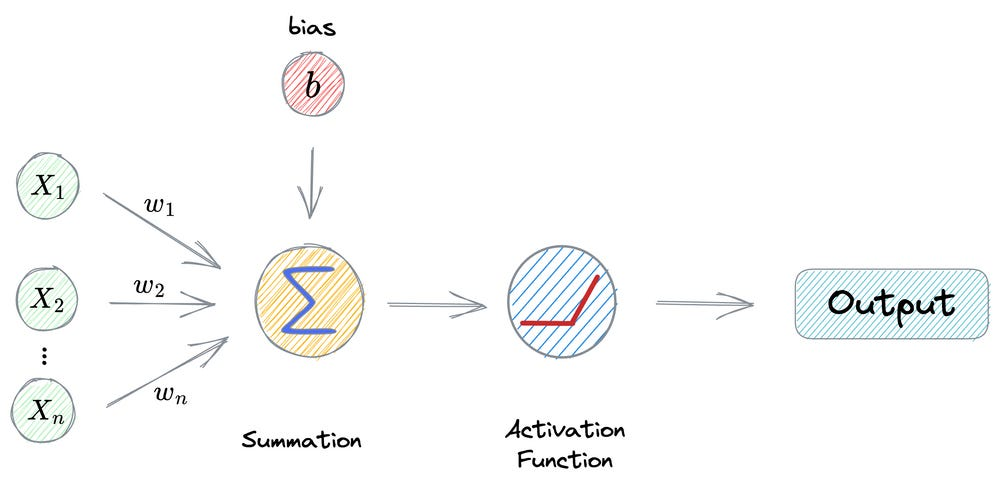 bias
b
X₁
w₁
X₂
w₂
Σ
Output
⋮
Xₙ
wₙ
Summation
Activation
Function